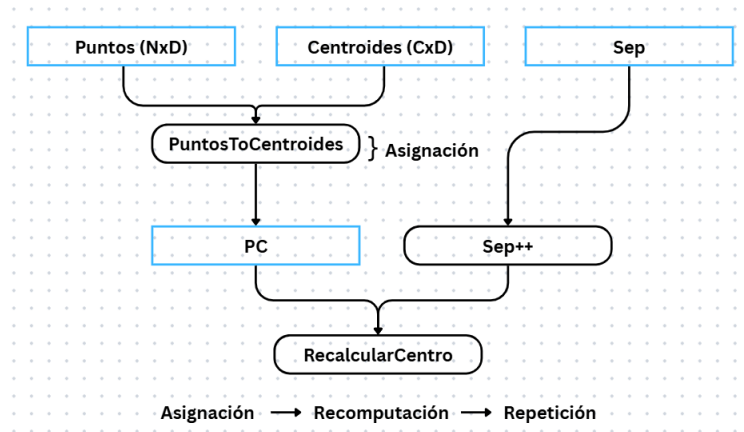 Puntos (NxD)
Centroides (CxD)
Sep
PuntosToCentroides
} Asignación
PC
Sep++
RecalcularCentro
Asignación → Recomputación → Repetición